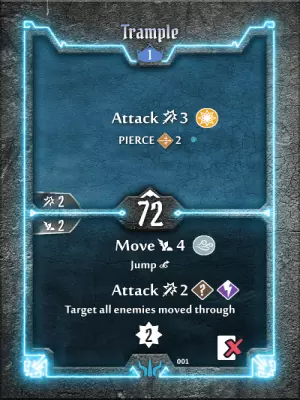 Trample
1
Attack 3
PIERCE 2
2
72
2
Move 4
Jump
Attack 2 ?
Target all enemies moved through
2
001